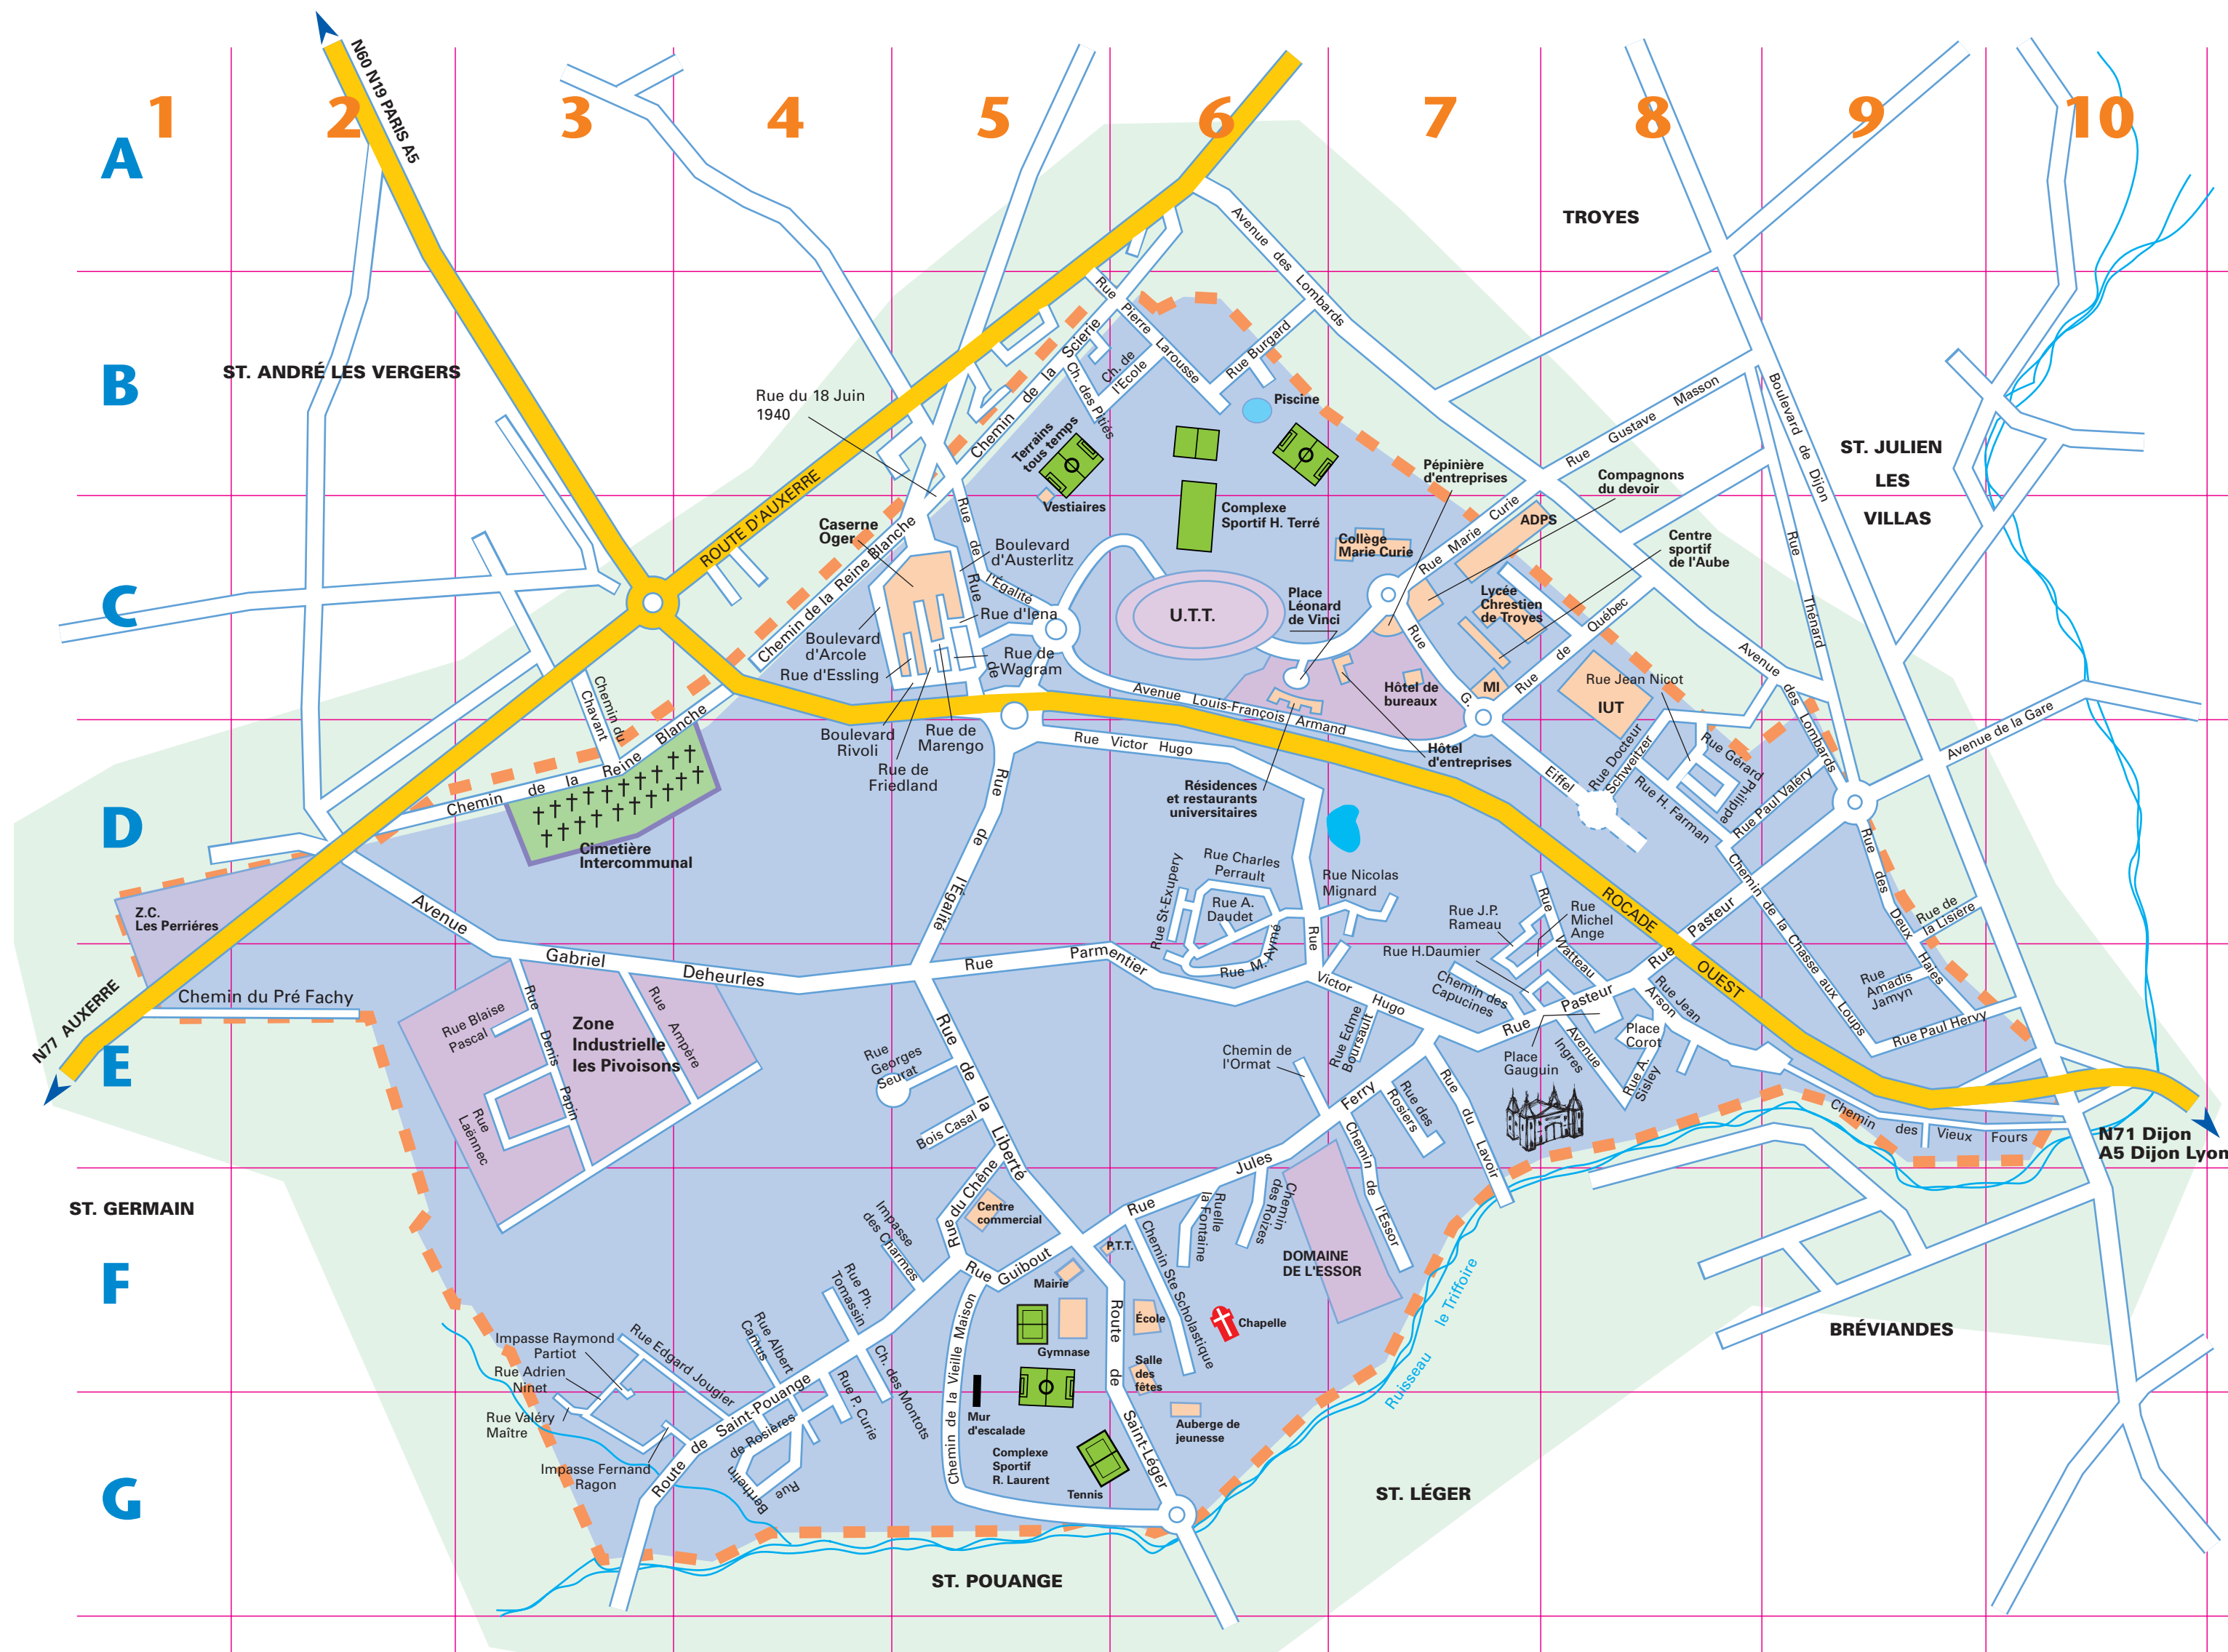 1
2
3
4
5
6
7
8
9
10
A
B
C
D
E
F
G
N60 N19 PARIS A5
TROYES
Avenue des Lombards
ST. ANDRÉ LES VERGERS
Rue Pierre Larousse
Rue Burgard
Chemin de la Scierie
Ch. de
l'Ecole
Ch. des Pitiés
Piscine
Rue du 18 Juin
1940
Terrains
tous temps
Vestiaires
Complexe
Sportif H. Terré
Rue Gustave Masson
Boulevard de Dijon
ST. JULIEN
LES
VILLAS
Pépinière
d'entreprises
Compagnons
du devoir
ROUTE D'AUXERRE
Caserne
Oger
Chemin de la Reine Blanche
Rue de l'Égalité
Rue de
Boulevard
d'Austerlitz
Collège
Marie Curie
Rue Marie Curie
ADPS
Centre
sportif
de l'Aube
Rue Thénard
Lycée
Chrestien
de Troyes
Rue d'Iena
U.T.T.
Place
Léonard
de Vinci
Boulevard
d'Arcole
Rue de
Wagram
Rue d'Essling
Rue de Québec
Rue G. Eiffel
Chemin du
Chavant
Hôtel de
bureaux
MI
IUT
Rue Jean Nicot
Avenue des Lombards
Avenue Louis-François Armand
Boulevard
Rivoli
Rue de
Marengo
Rue de
Friedland
Rue Victor Hugo
Hôtel
d'entreprises
Résidences
et restaurants
universitaires
Avenue de la Gare
Chemin de la Reine Blanche
Rue Docteur
Schweitzer
Rue Gérard
Philippe
Rue H. Farman
Rue Paul Valéry
Cimetière
Intercommunal
Rue de l'Égalité
Z.C.
Les Perriéres
Avenue Gabriel Deheurles
Rue St-Exupery
Rue Charles
Perrault
Rue A.
Daudet
Rue M. Aymé
Rue Nicolas
Mignard
Rue J.P.
Rameau
Rue
Michel
Ange
Rue Watteau
Rue H.Daumier
Chemin des
Capucines
ROCADE OUEST
Chemin de la Chasse aux Loups
Rue des Deux Haies
Rue de
la Lisière
Rue
Amadis
Jamyn
Rue Paul Hervy
Rue Pasteur
Rue Pasteur
Rue Parmentier
Rue Victor Hugo
Rue Edme
Boursault
Place
Gauguin
Avenue
Ingres
Place
Corot
Rue Jean
Arson
Rue A.
Sisley
Chemin du Pré Fachy
N77 AUXERRE
Rue Blaise
Pascal
Rue Denis Papin
Rue Ampère
Zone
Industrielle
les Pivoisons
Rue
Laënnec
Rue
Georges
Seurat
Bois Casal
Rue de la Liberté
Chemin de
l'Ormat
Rue Jules Ferry
Rue des
Rosiers
Rue du Lavoir
Chemin des Vieux Fours
N71 Dijon
A5 Dijon Lyon
ST. GERMAIN
Rue du Chêne
Centre
commercial
Impasse
des Charmes
Rue Guibout
P.T.T.
Mairie
Chemin Ste Scholastique
Ruelle
la Fontaine
Chemin
des Roizes
Chemin de l'Essor
DOMAINE
DE L'ESSOR
Ruisseau le Triffoire
Rue Ph.
Tomassin
Impasse Raymond
Partiot
Rue Edgard Jougier
Rue Albert
Camus
Rue Adrien
Ninet
Rue Valéry
Maître
Impasse Fernand
Ragon
Route de Saint-Pouange
Rue P. Curie
Ch. des Montots
Rue Berthelin de Rosières
Chemin de la Vieille Maison
Gymnase
École
Salle
des
fêtes
Chapelle
Route de Saint-Léger
Mur
d'escalade
Complexe
Sportif
R. Laurent
Tennis
Auberge de
jeunesse
BRÉVIANDES
ST. LÉGER
ST. POUANGE